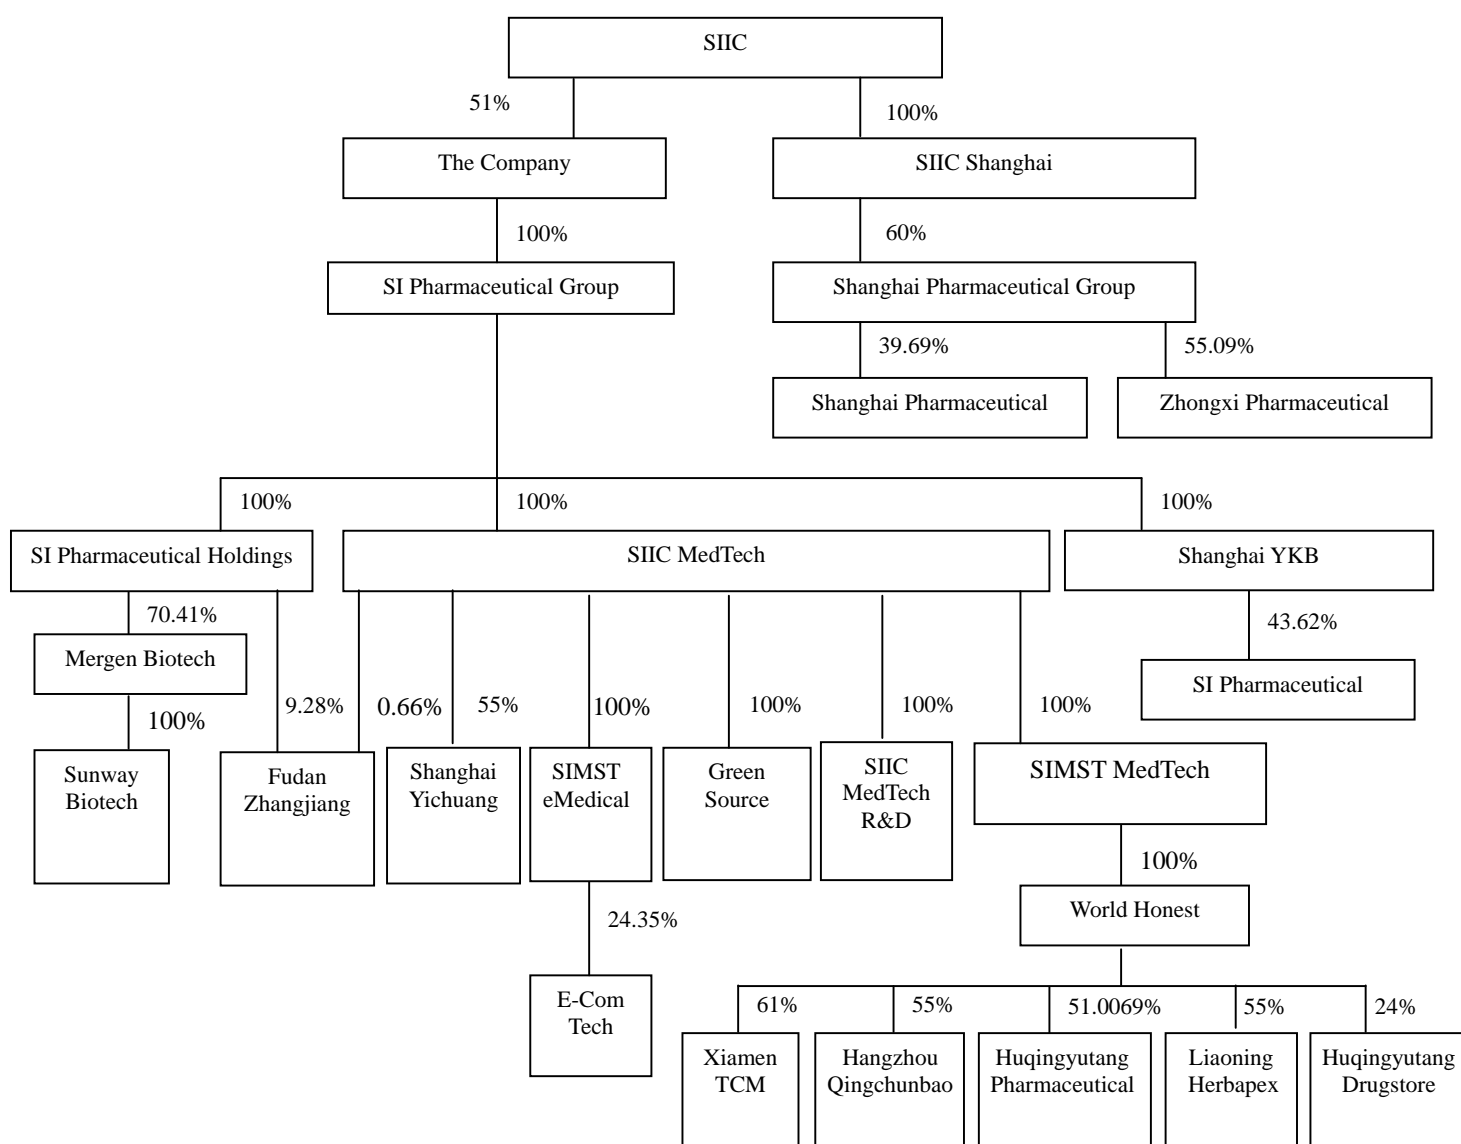 SIIC
51%
100%
The Company
SIIC Shanghai
100%
60%
SI Pharmaceutical Group
Shanghai Pharmaceutical Group
39.69%
55.09%
Shanghai Pharmaceutical
Zhongxi Pharmaceutical
100%
100%
100%
SI Pharmaceutical Holdings
SIIC MedTech
Shanghai YKB
70.41%
43.62%
Mergen Biotech
SI Pharmaceutical
100%
9.28%
0.66%
55%
100%
100%
100%
100%
Sunway
Biotech
Fudan
Zhangjiang
Shanghai
Yichuang
SIMST
eMedical
Green
Source
SIIC
MedTech
R&D
SIMST MedTech
100%
World Honest
24.35%
E-Com
Tech
61%
55%
51.0069%
55%
24%
Xiamen
TCM
Hangzhou
Qingchunbao
Huqingyutang
Pharmaceutical
Liaoning
Herbapex
Huqingyutang
Drugstore